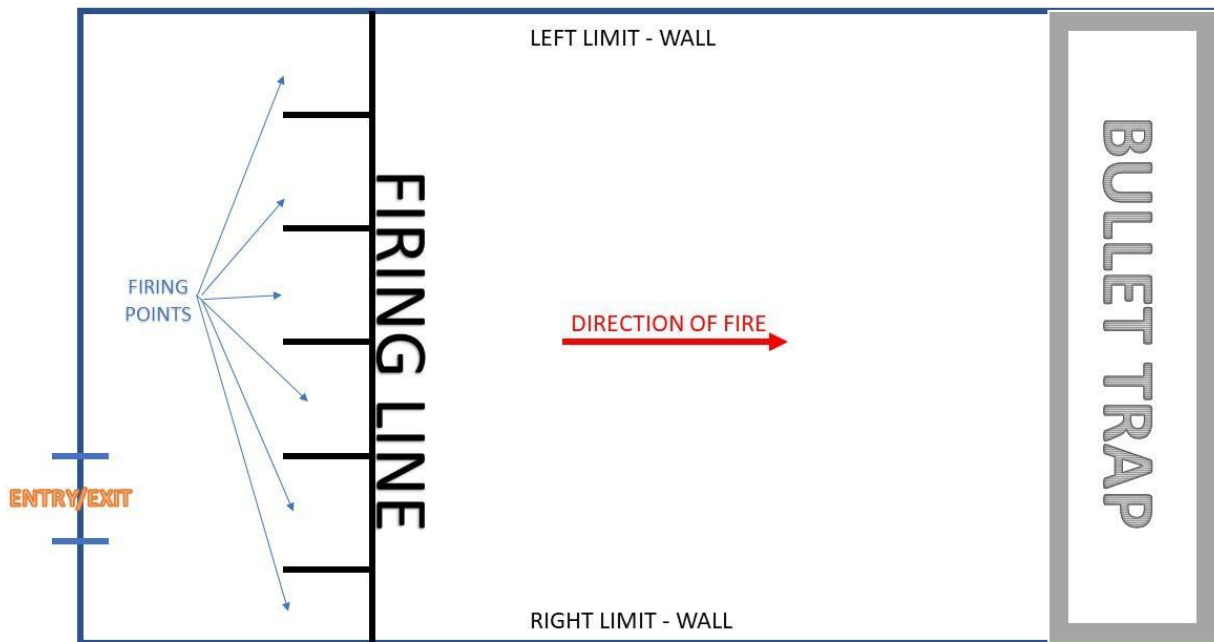 LEFT LIMIT - WALL
FIRING
POINTS
FIRING LINE
DIRECTION OF FIRE
BULLET TRAP
ENTRY/EXIT
RIGHT LIMIT - WALL